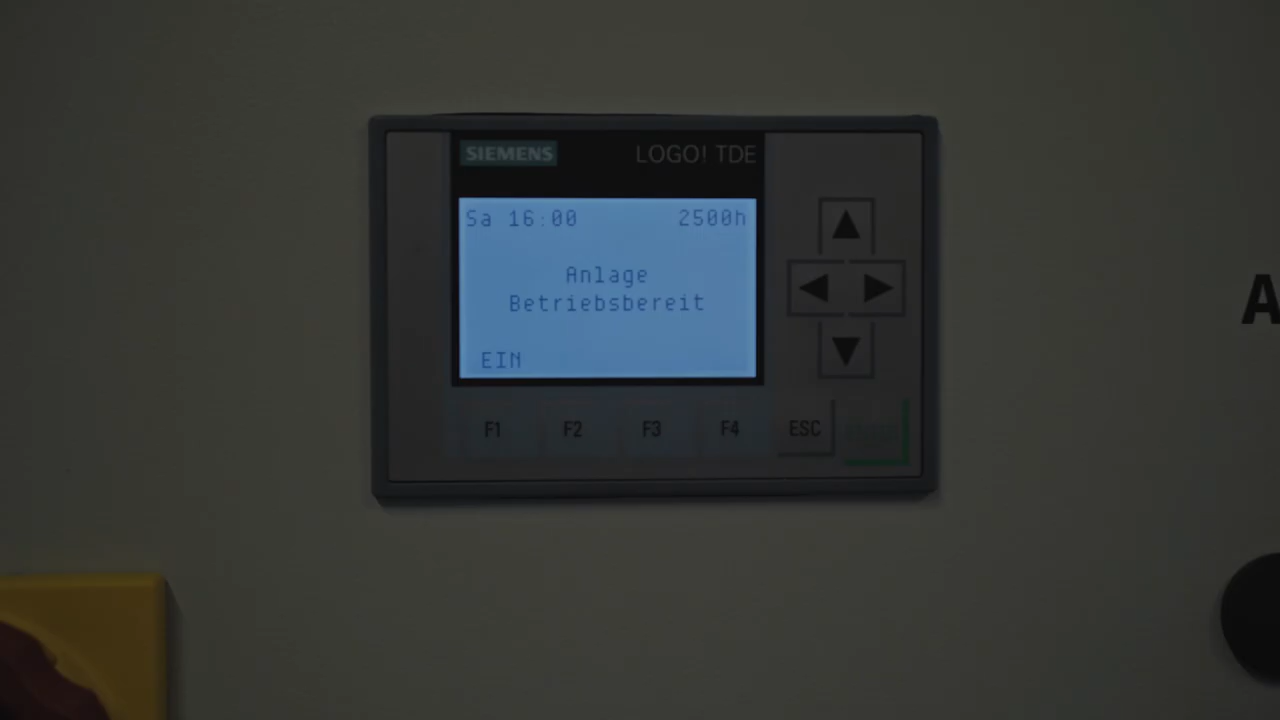 SIEMENS LOGO! TDE
Sa 16:00 2500h
Anlage
Betriebsbereit
EIN
F1 F2 F3 F4 ESC
A